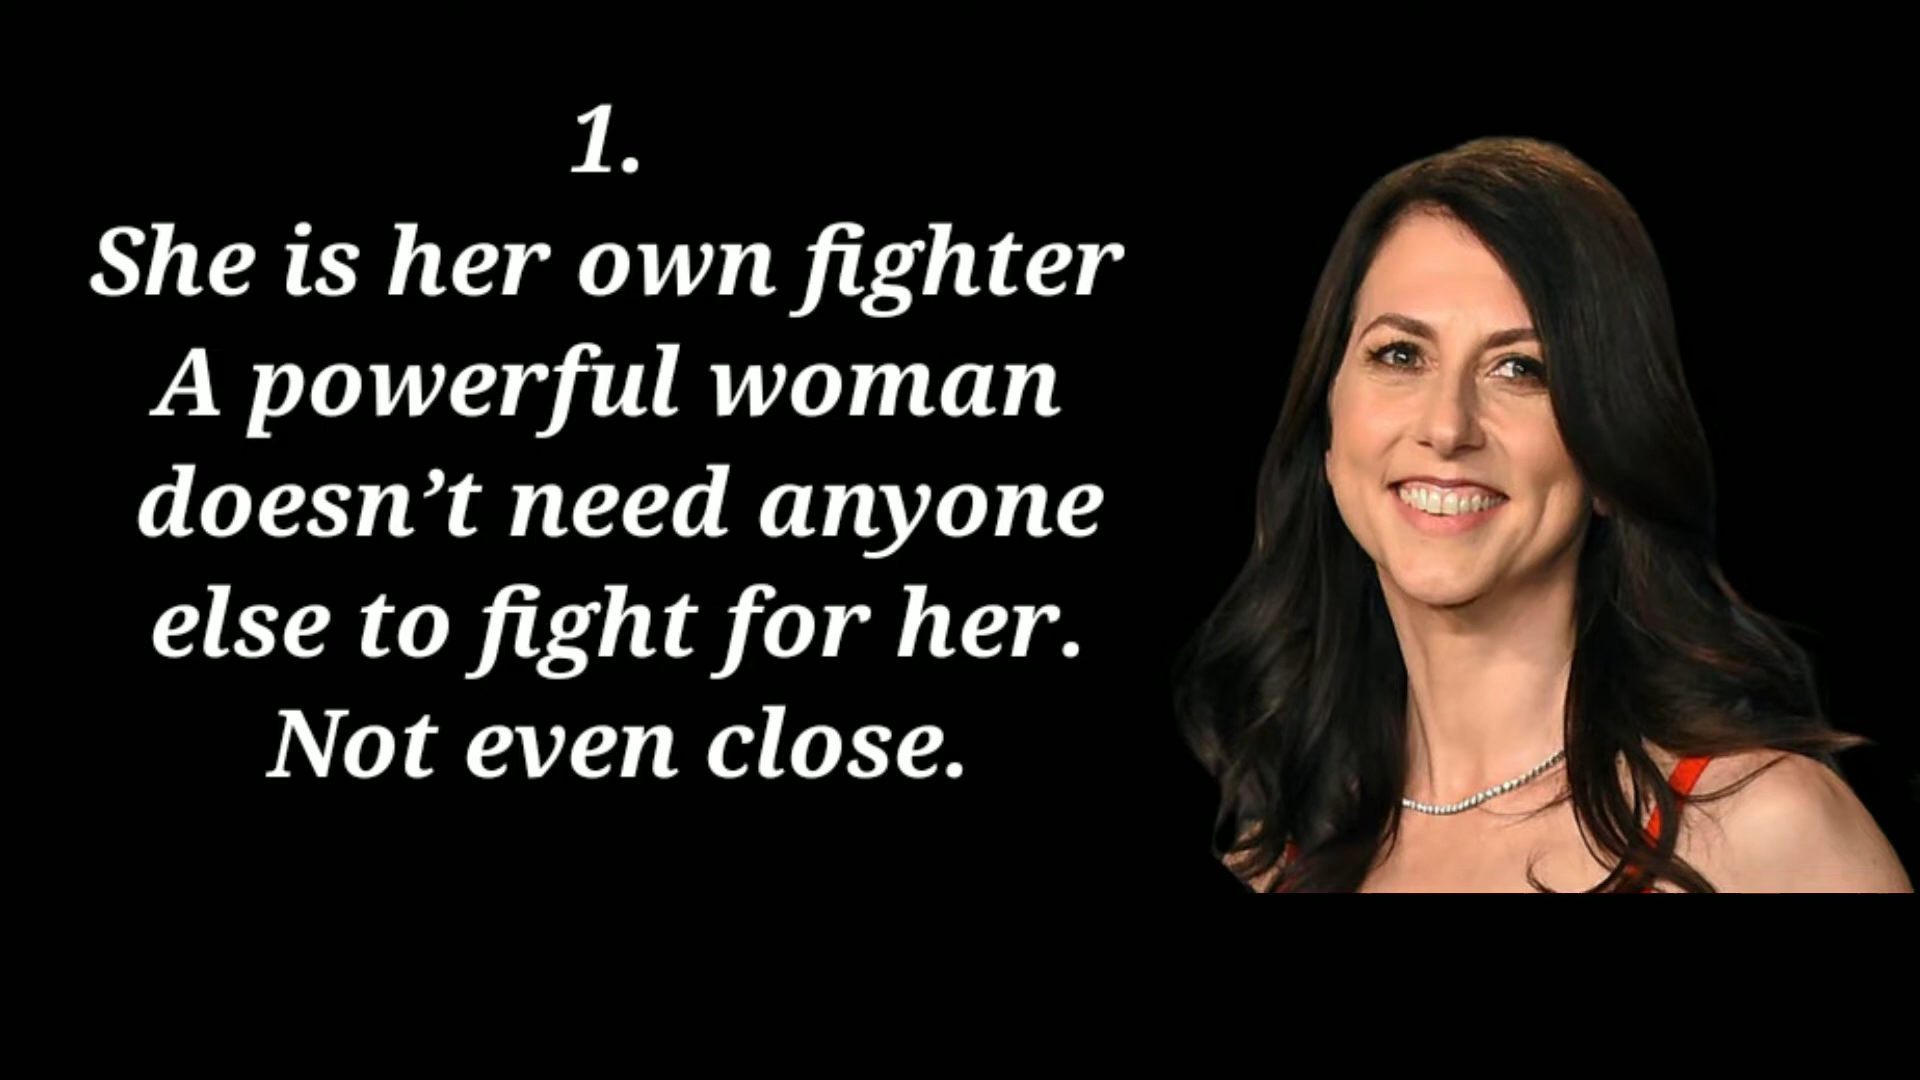 1.
She is her own fighter
A powerful woman
doesn’t need anyone
else to fight for her.
Not even close.